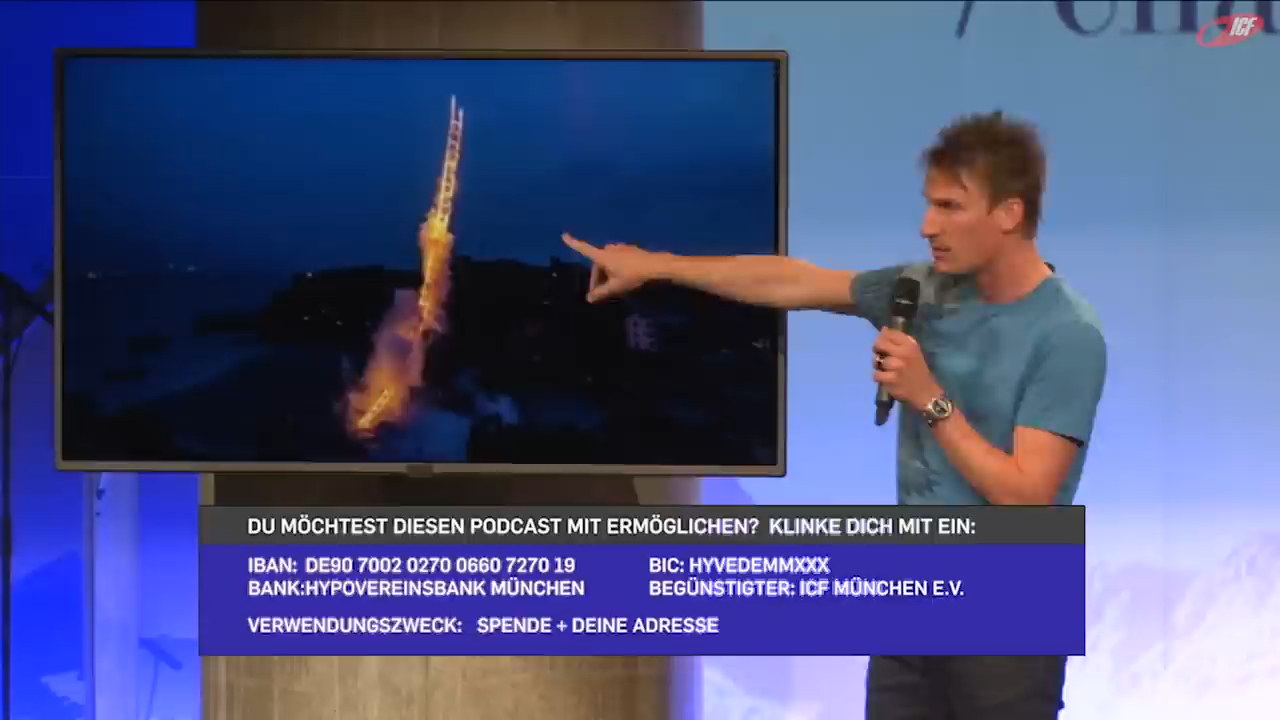 ICF
DU MÖCHTEST DIESEN PODCAST MIT ERMÖGLICHEN? KLINKE DICH MIT EIN:
IBAN: DE90 7002 0270 0660 7270 19
BIC: HYVEDEMMXXX
BANK:HYPOVEREINSBANK MÜNCHEN
BEGÜNSTIGTER: ICF MÜNCHEN E.V.
VERWENDUNGSZWECK: SPENDE + DEINE ADRESSE